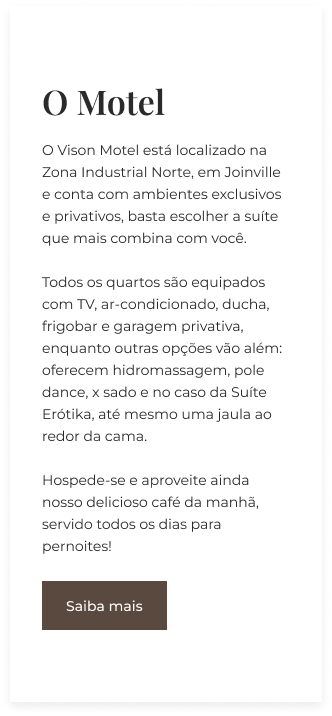 O Motel
O Vison Motel está localizado na
Zona Industrial Norte, em Joinville
e conta com ambientes exclusivos
e privativos, basta escolher a suíte
que mais combina com você.
Todos os quartos são equipados
com TV, ar-condicionado, ducha,
frigobar e garagem privativa,
enquanto outras opções vão além:
oferecem hidromassagem, pole
dance, x sado e no caso da Suíte
Erótika, até mesmo uma jaula ao
redor da cama.
Hospede-se e aproveite ainda
nosso delicioso café da manhã,
servido todos os dias para
pernoites!
Saiba mais